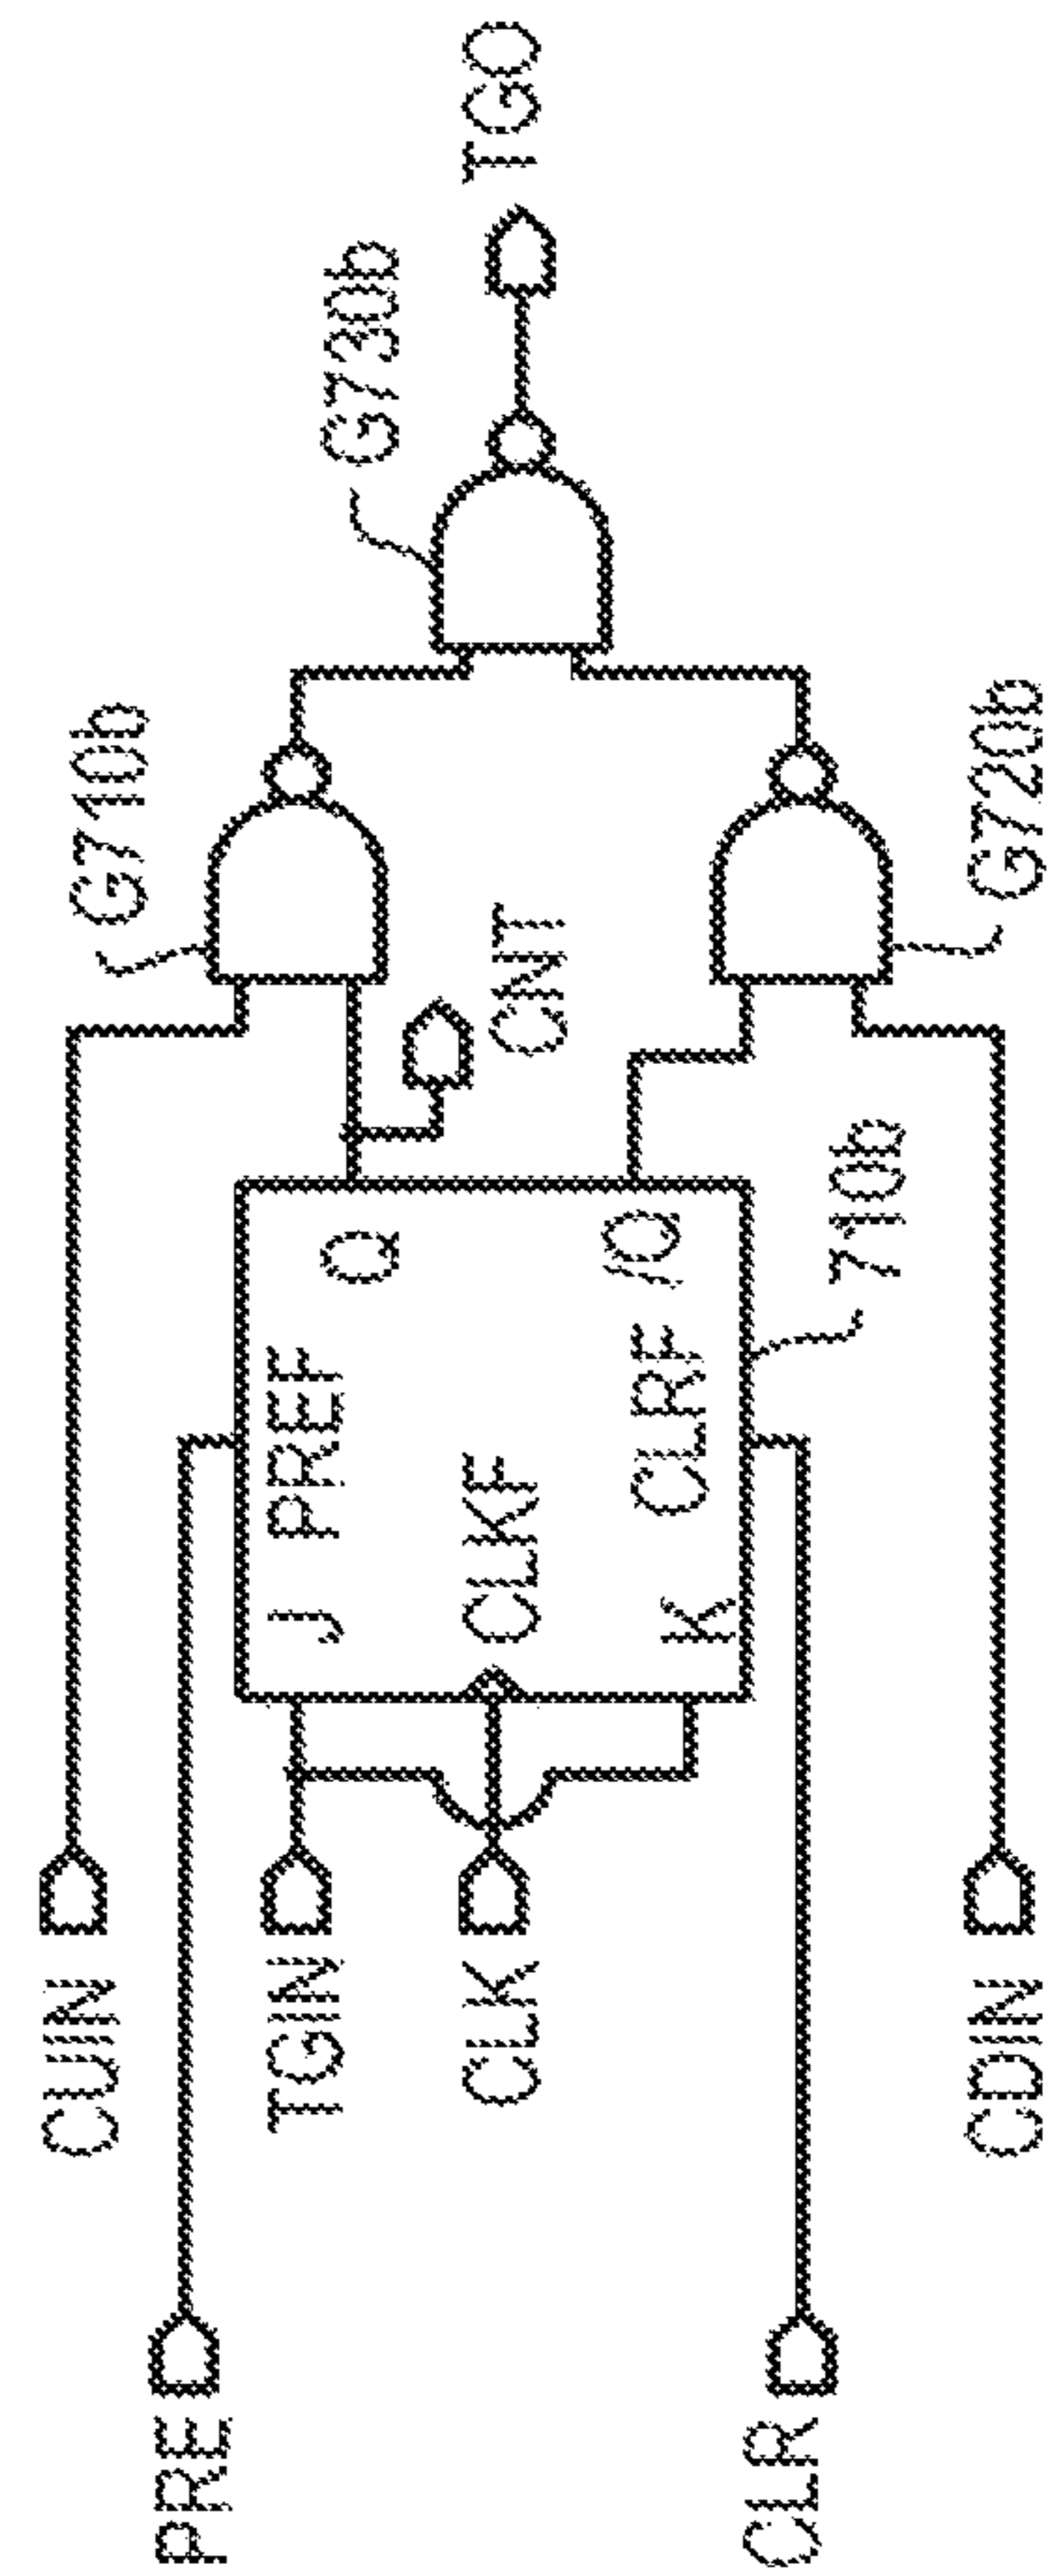 CUIN
PRE
TGIN
CLK
CLR
CDIN
J PREF Q
CLKF
K CLRF /Q
710b
CNT
G710b
G720b
G730b
TGO